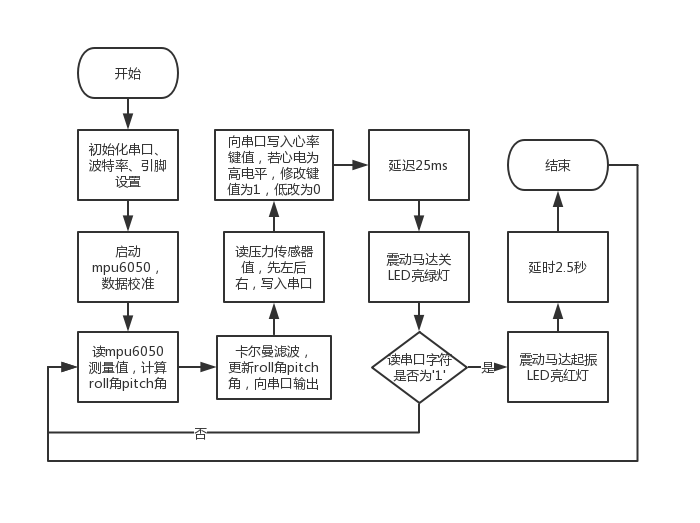 开始
初始化串口、
波特率、引脚
设置
启动
mpu6050，
数据校准
读mpu6050
测量值，计算
roll角pitch角
卡尔曼滤波，
更新roll角pitch
角，向串口输出
读压力传感器
值，先左后
右，写入串口
向串口写入心率
键值，若心电为
高电平，修改键
值为1，低改为0
延迟25ms
震动马达关
LED亮绿灯
读串口字符
是否为'1'
是
否
震动马达起振
LED亮红灯
延时2.5秒
结束